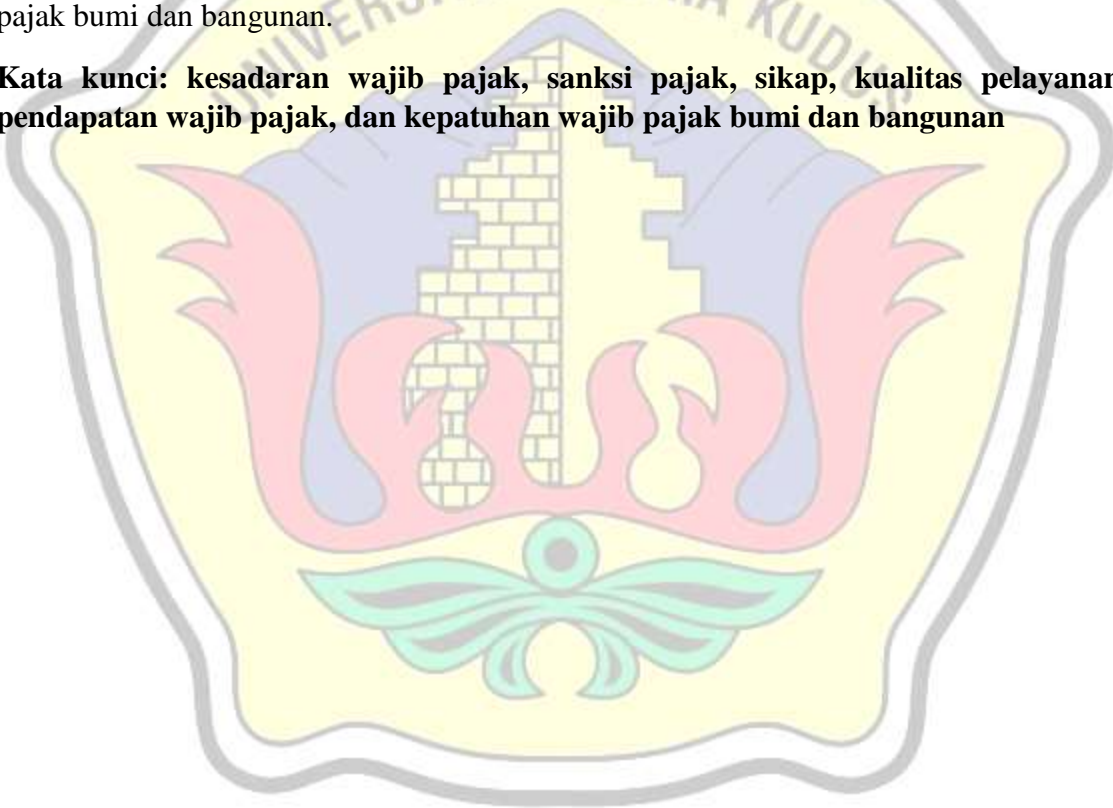 pajak bumi dan bangunan.
Kata kunci: kesadaran wajib pajak, sanksi pajak, sikap, kualitas pelayanan
pendapatan wajib pajak, dan kepatuhan wajib pajak bumi dan bangunan
KUDUS